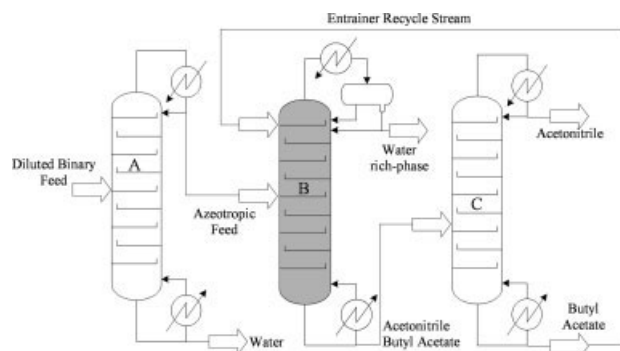 Entrainer Recycle Stream
Diluted Binary
Feed
A
Azeotropic
Feed
Water
B
Water
rich-phase
Acetonitrile
Butyl Acetate
C
Acetonitrile
Butyl
Acetate